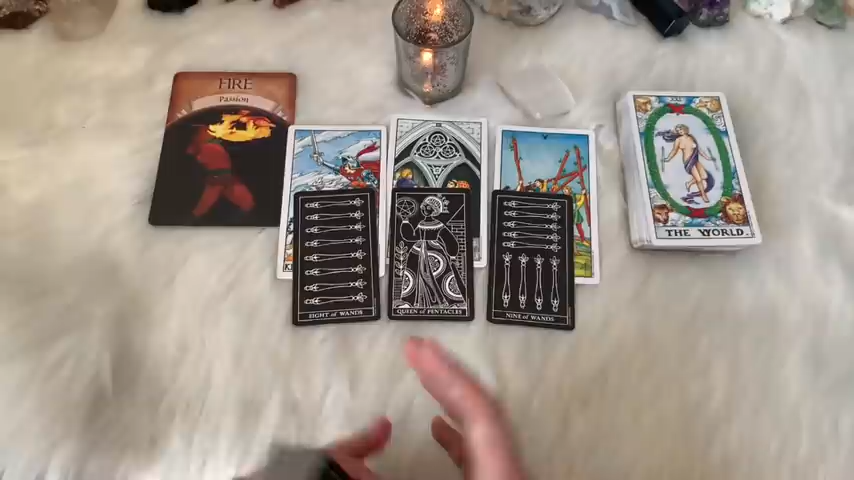 FIRE
Passion
THE WORLD.
EIGHT of WANDS
QUEEN of PENTACLES
NINE of WANDS